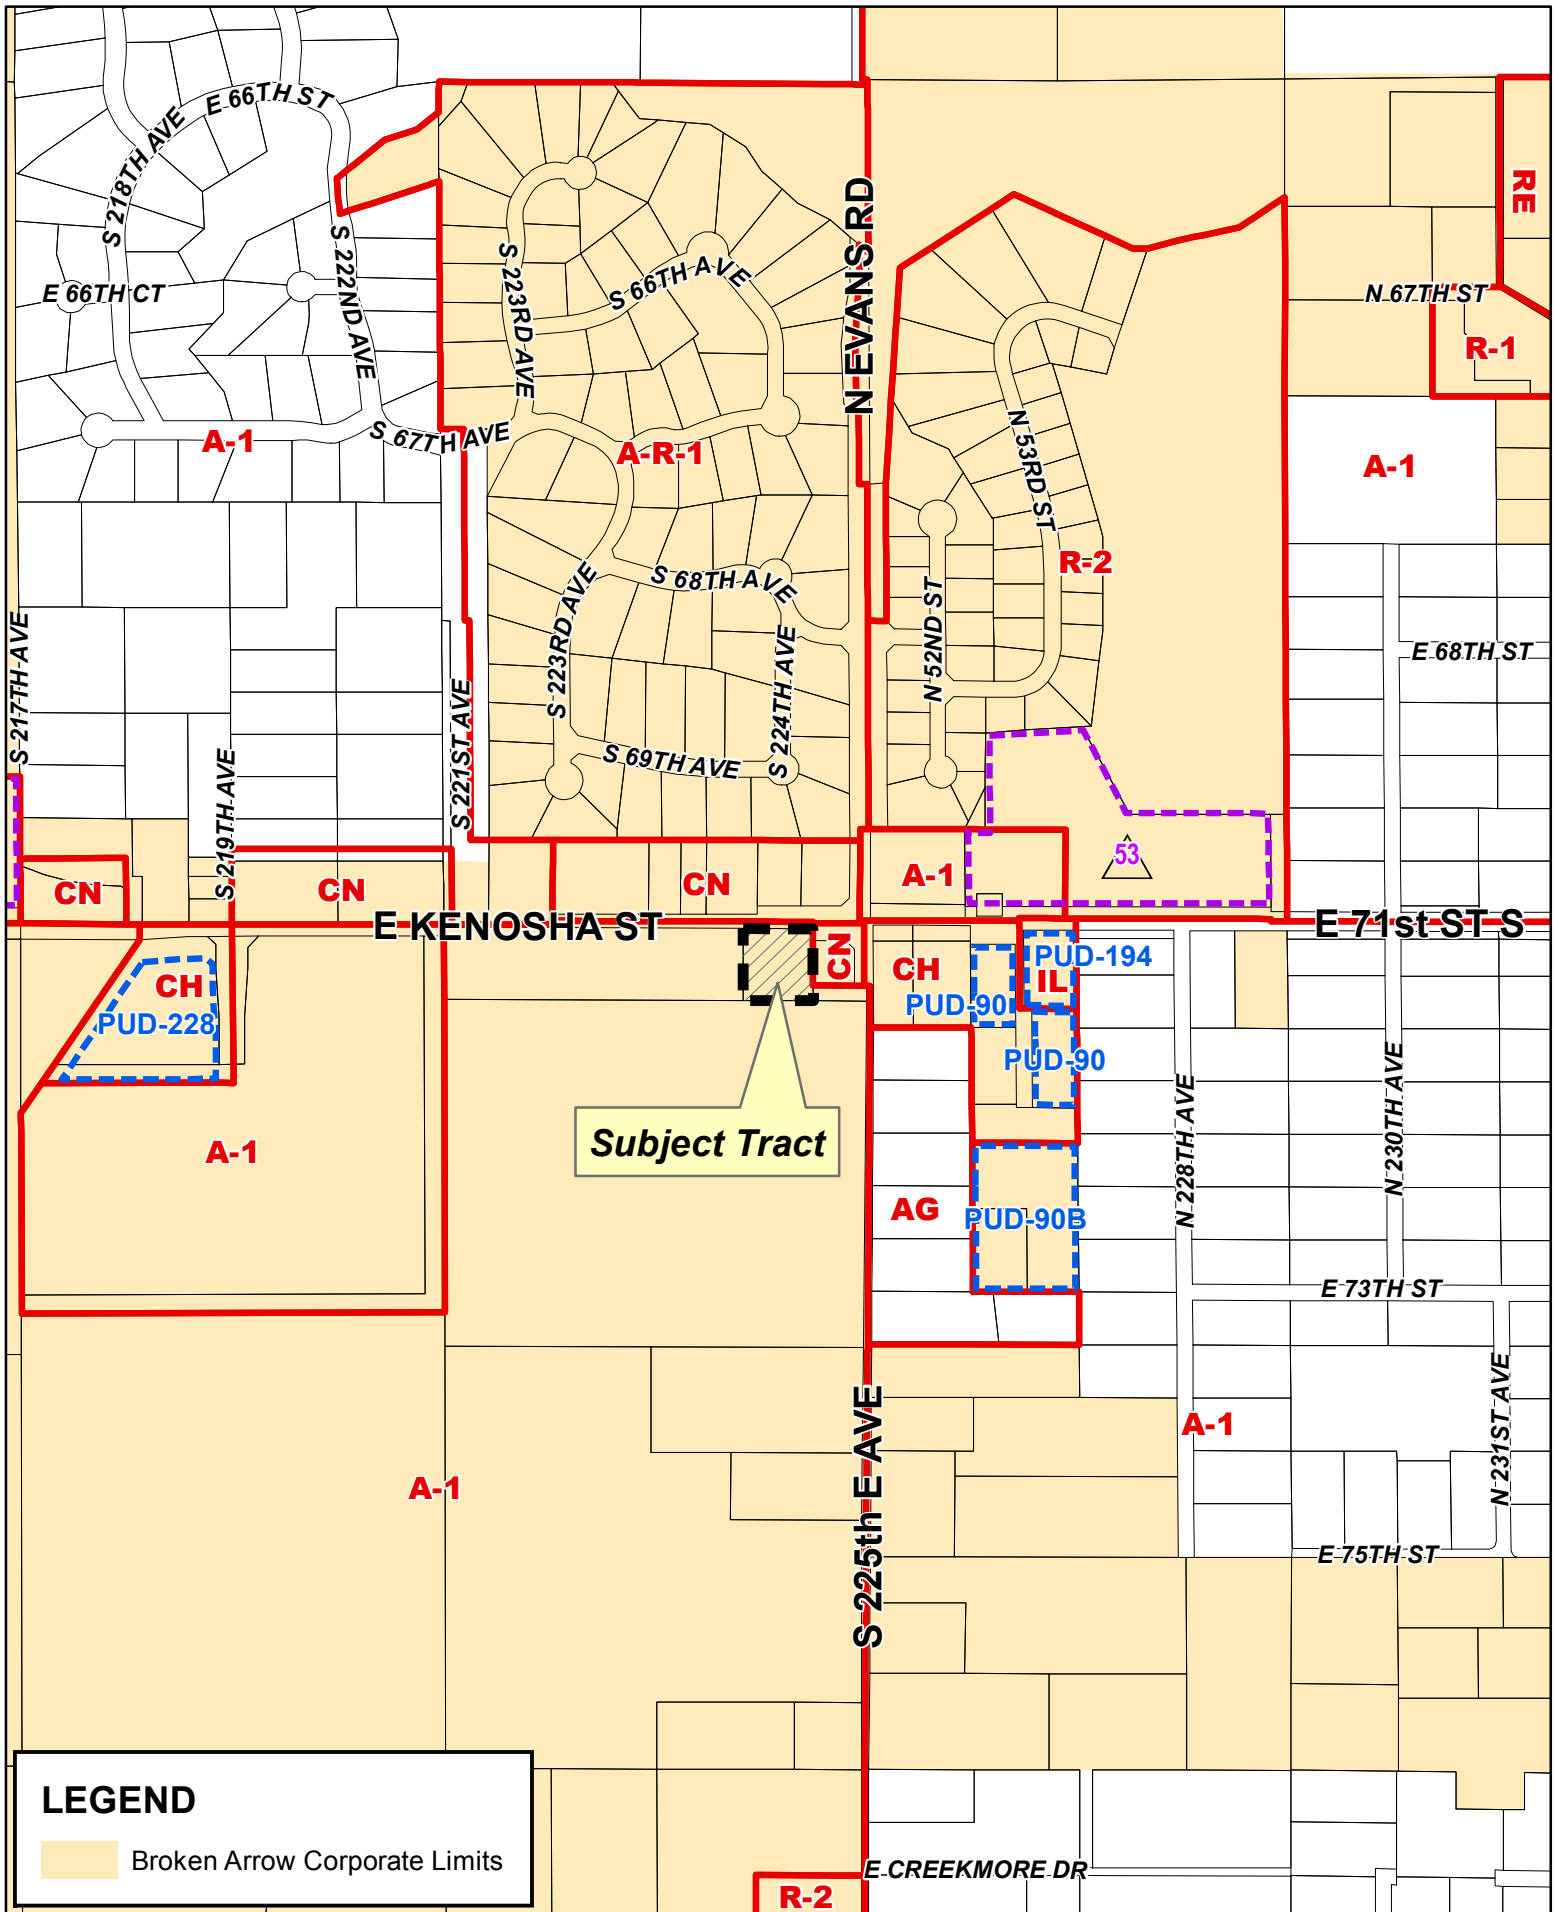 E 66TH ST
S 218TH AVE
N EVANS RD
RE
S 222ND AVE
S 223RD AVE
S 66TH AVE
E 66TH CT
N 67TH ST
R-1
S 67TH AVE
A-1
A-R-1
N 53RD ST
A-1
R-2
S 68TH AVE
S 223RD AVE
S 217TH AVE
S 224TH AVE
N 52ND ST
E 68TH ST
S 221ST AVE
S 69TH AVE
S 219TH AVE
53
CN
CN
CN
A-1
E KENOSHA ST
E 71st ST S
CN
CH
PUD-194
IL
CH
PUD-90
PUD-228
PUD-90
Subject Tract
A-1
N 228TH AVE
N 230TH AVE
AG
PUD-90B
E 73TH ST
S 225th E AVE
A-1
N 231ST AVE
A-1
E 75TH ST
LEGEND
Broken Arrow Corporate Limits
E CREEKMORE DR
R-2